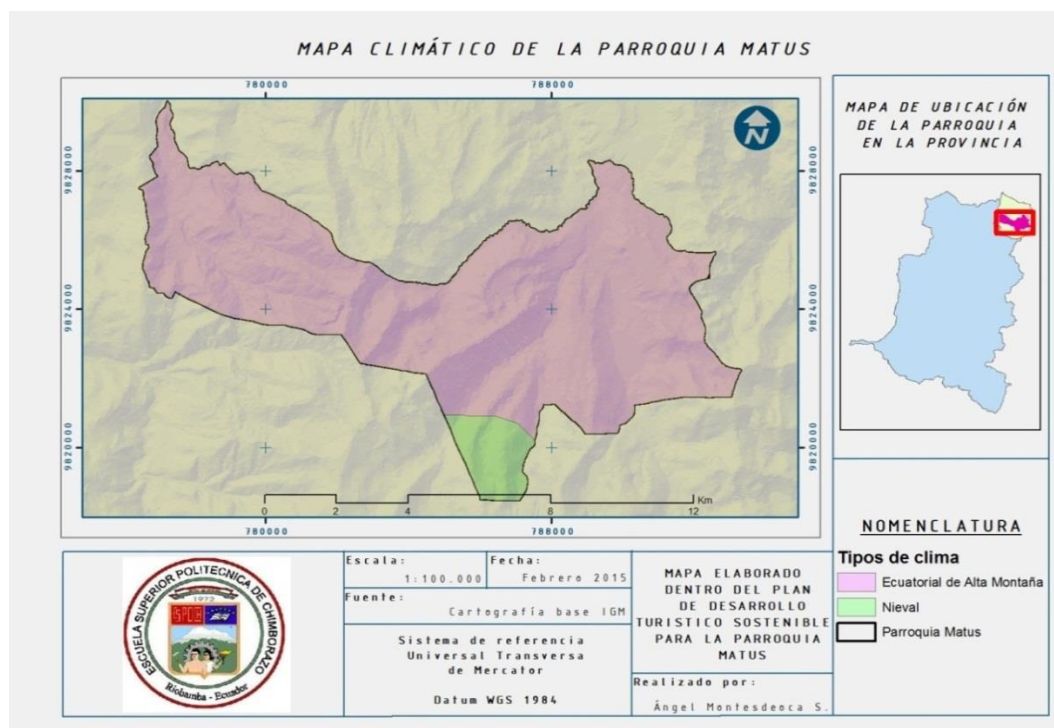 MAPA CLIMÁTICO DE LA PARROQUIA MATUS
780000
788000
9828000
9828000
9824000
9824000
9820000
9820000
N
Km
0
2
4
8
12
780000
788000
MAPA DE UBICACIÓN
DE LA PARROQUIA
EN LA PROVINCIA
NOMENCLATURA
Tipos de clima
Ecuatorial de Alta Montaña
Nieval
Parroquia Matus
ESCUELA SUPERIOR POLITECNICA DE CHIMBORAZO
1972
ESPOCH
Riobamba - Ecuador
Escala:
1:100.000
Fecha:
Febrero 2015
Fuente:
Cartografía base IGM
Sistema de referencia
Universal Transversa
de Mercator
Datum WGS 1984
MAPA ELABORADO
DENTRO DEL PLAN
DE DESARROLLO
TURISTICO SOSTENIBLE
PARA LA PARROQUIA
MATUS
Realizado por:
Ángel Montesdeoca S.